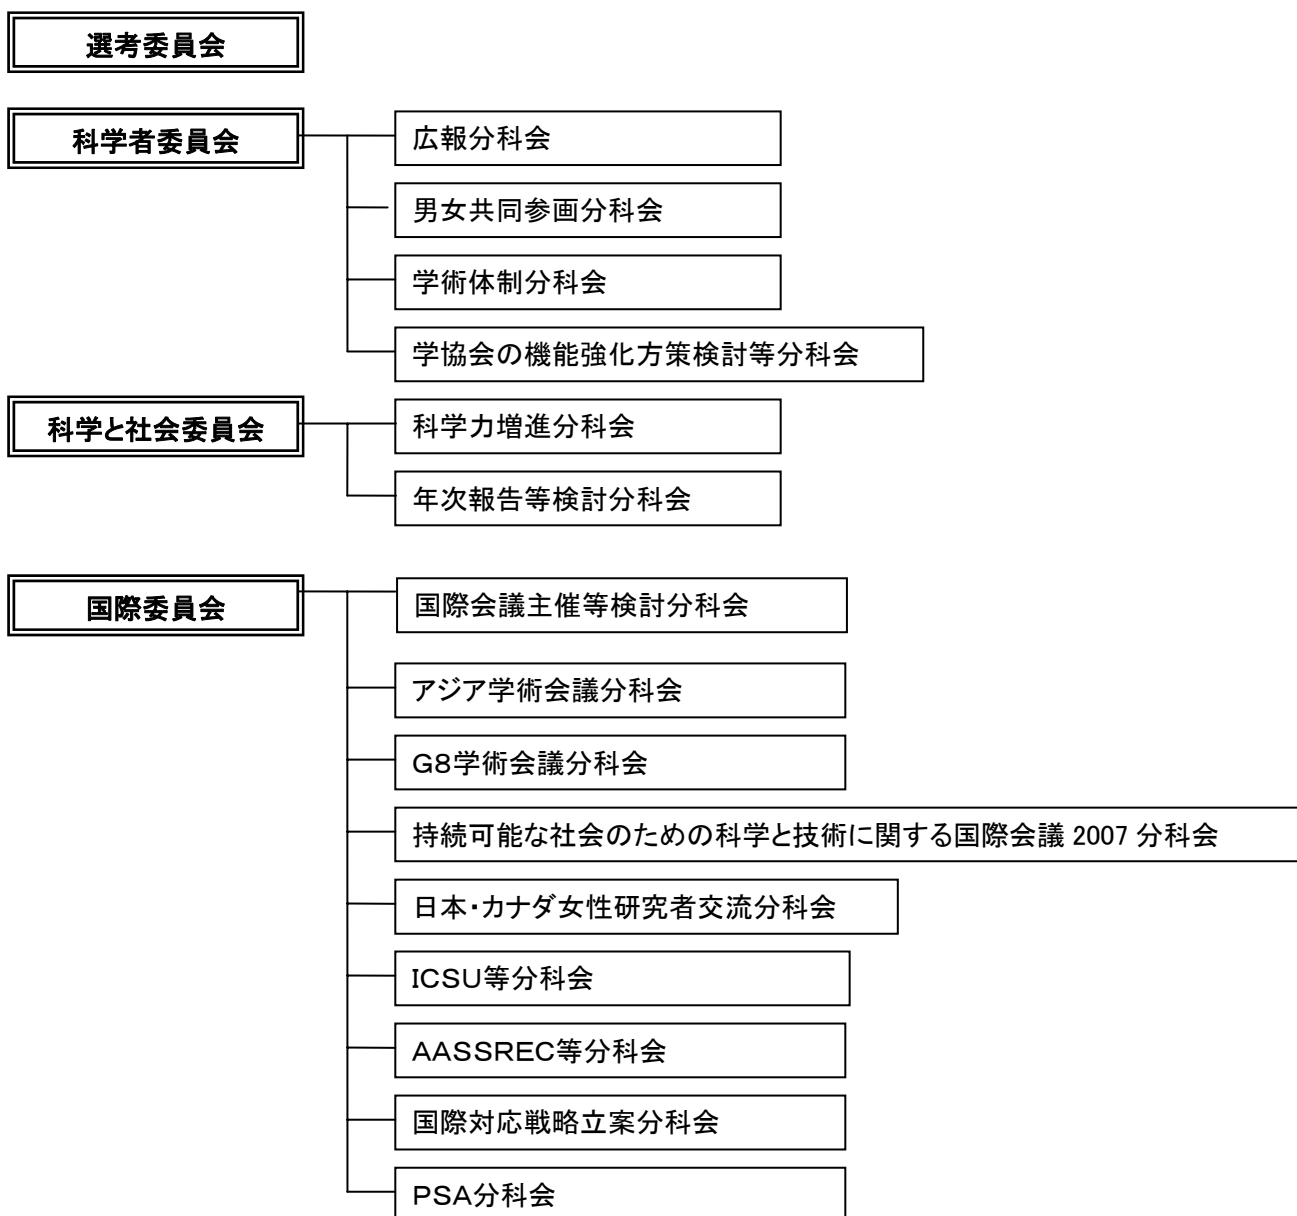 選考委員会
科学者委員会
広報分科会
男女共同参画分科会
学術体制分科会
学協会の機能強化方策検討等分科会
科学と社会委員会
科学力増進分科会
年次報告等検討分科会
国際委員会
国際会議主催等検討分科会
アジア学術会議分科会
G8学術会議分科会
持続可能な社会のための科学と技術に関する国際会議 2007 分科会
日本・カナダ女性研究者交流分科会
ICSU等分科会
AASSREC等分科会
国際対応戦略立案分科会
PSA分科会